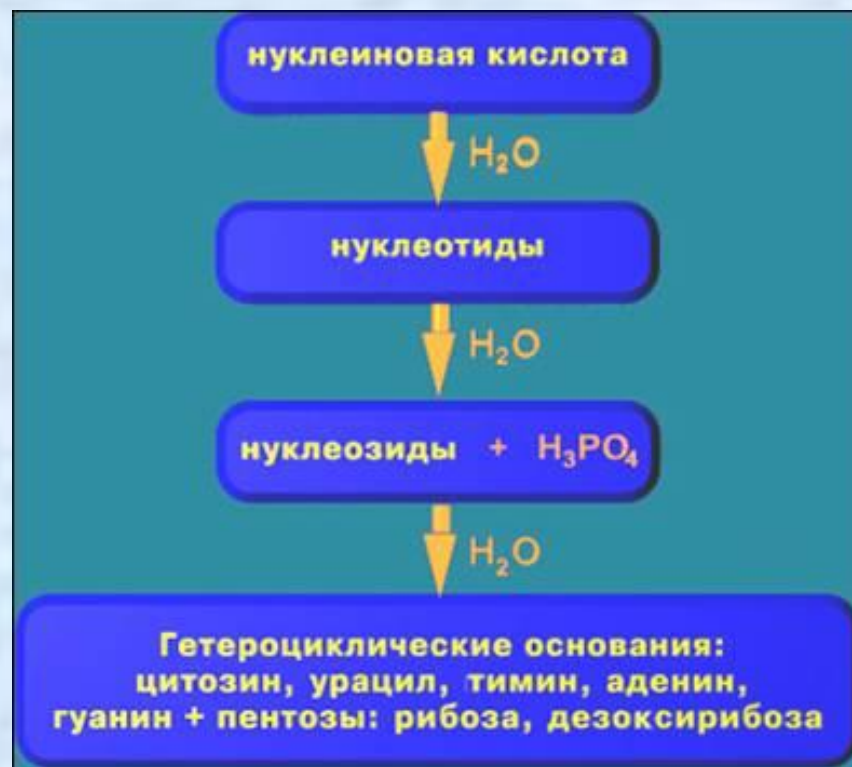 нуклеиновая кислота
H₂O
нуклеотиды
H₂O
нуклеозиды + H₃PO₄
H₂O
Гетероциклические основания:
цитозин, урацил, тимин, аденин,
гуанин + пентозы: рибоза, дезоксирибоза